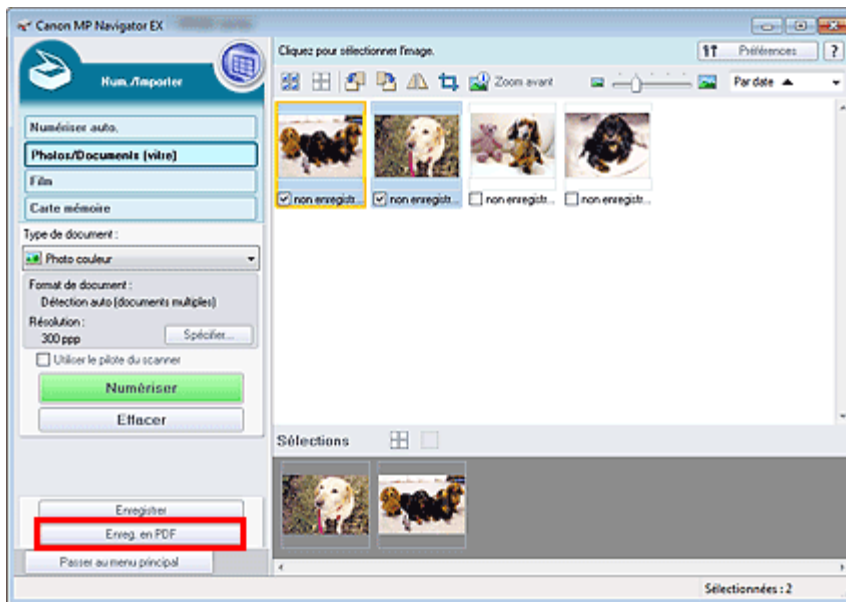 Canon MP Navigator EX
Num./Importer
Numériser auto.
Photos/Documents (vitre)
Film
Carte mémoire
Type de document :
Photo couleur
Format de document :
Détection auto (documents multiples)
Résolution :
300 ppp
Spécifier...
Utiliser le pilote du scanner
Numériser
Effacer
Enregistrer
Enreg. en PDF
Passer au menu principal
Cliquez pour sélectionner l'image.
Préférences
?
Zoom avant
Par date
non enregistr...
non enregistr...
non enregistr...
non enregistr...
Sélections
Sélectionnées : 2